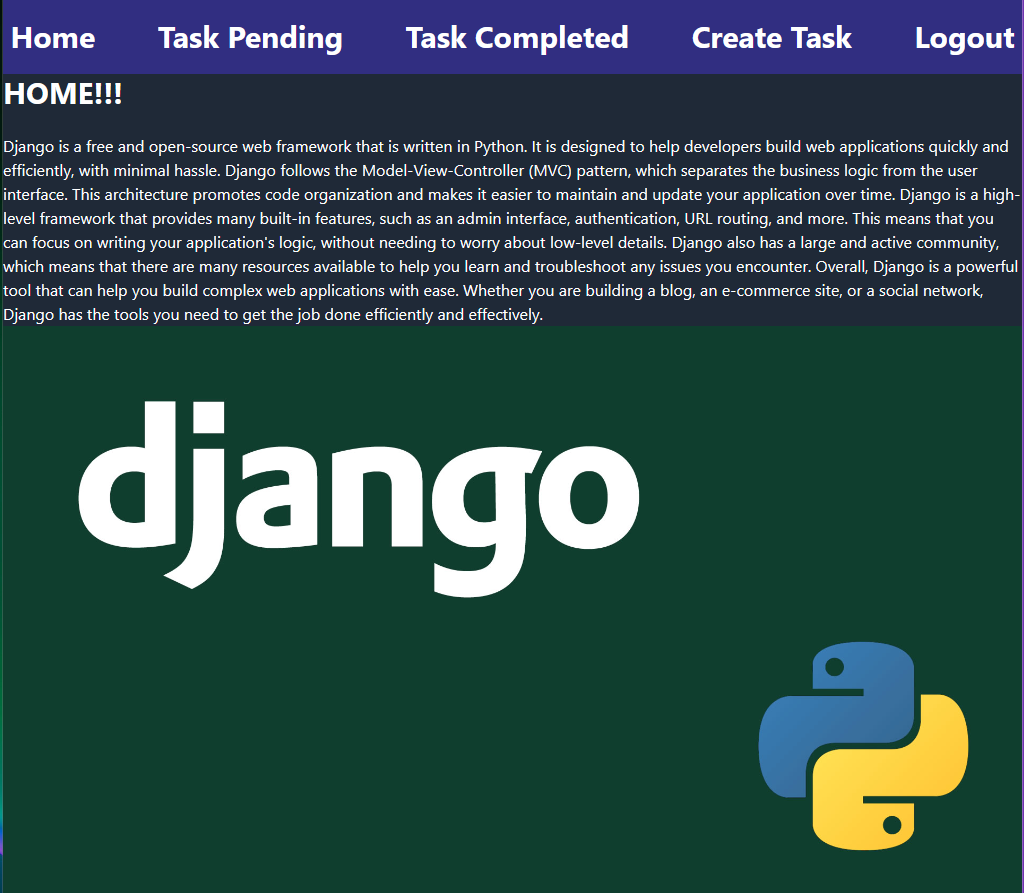 Home Task Pending Task Completed Create Task Logout
HOME!!!
Django is a free and open-source web framework that is written in Python. It is designed to help developers build web applications quickly and
efficiently, with minimal hassle. Django follows the Model-View-Controller (MVC) pattern, which separates the business logic from the user
interface. This architecture promotes code organization and makes it easier to maintain and update your application over time. Django is a high-
level framework that provides many built-in features, such as an admin interface, authentication, URL routing, and more. This means that you
can focus on writing your application's logic, without needing to worry about low-level details. Django also has a large and active community,
which means that there are many resources available to help you learn and troubleshoot any issues you encounter. Overall, Django is a powerful
tool that can help you build complex web applications with ease. Whether you are building a blog, an e-commerce site, or a social network,
Django has the tools you need to get the job done efficiently and effectively.
django